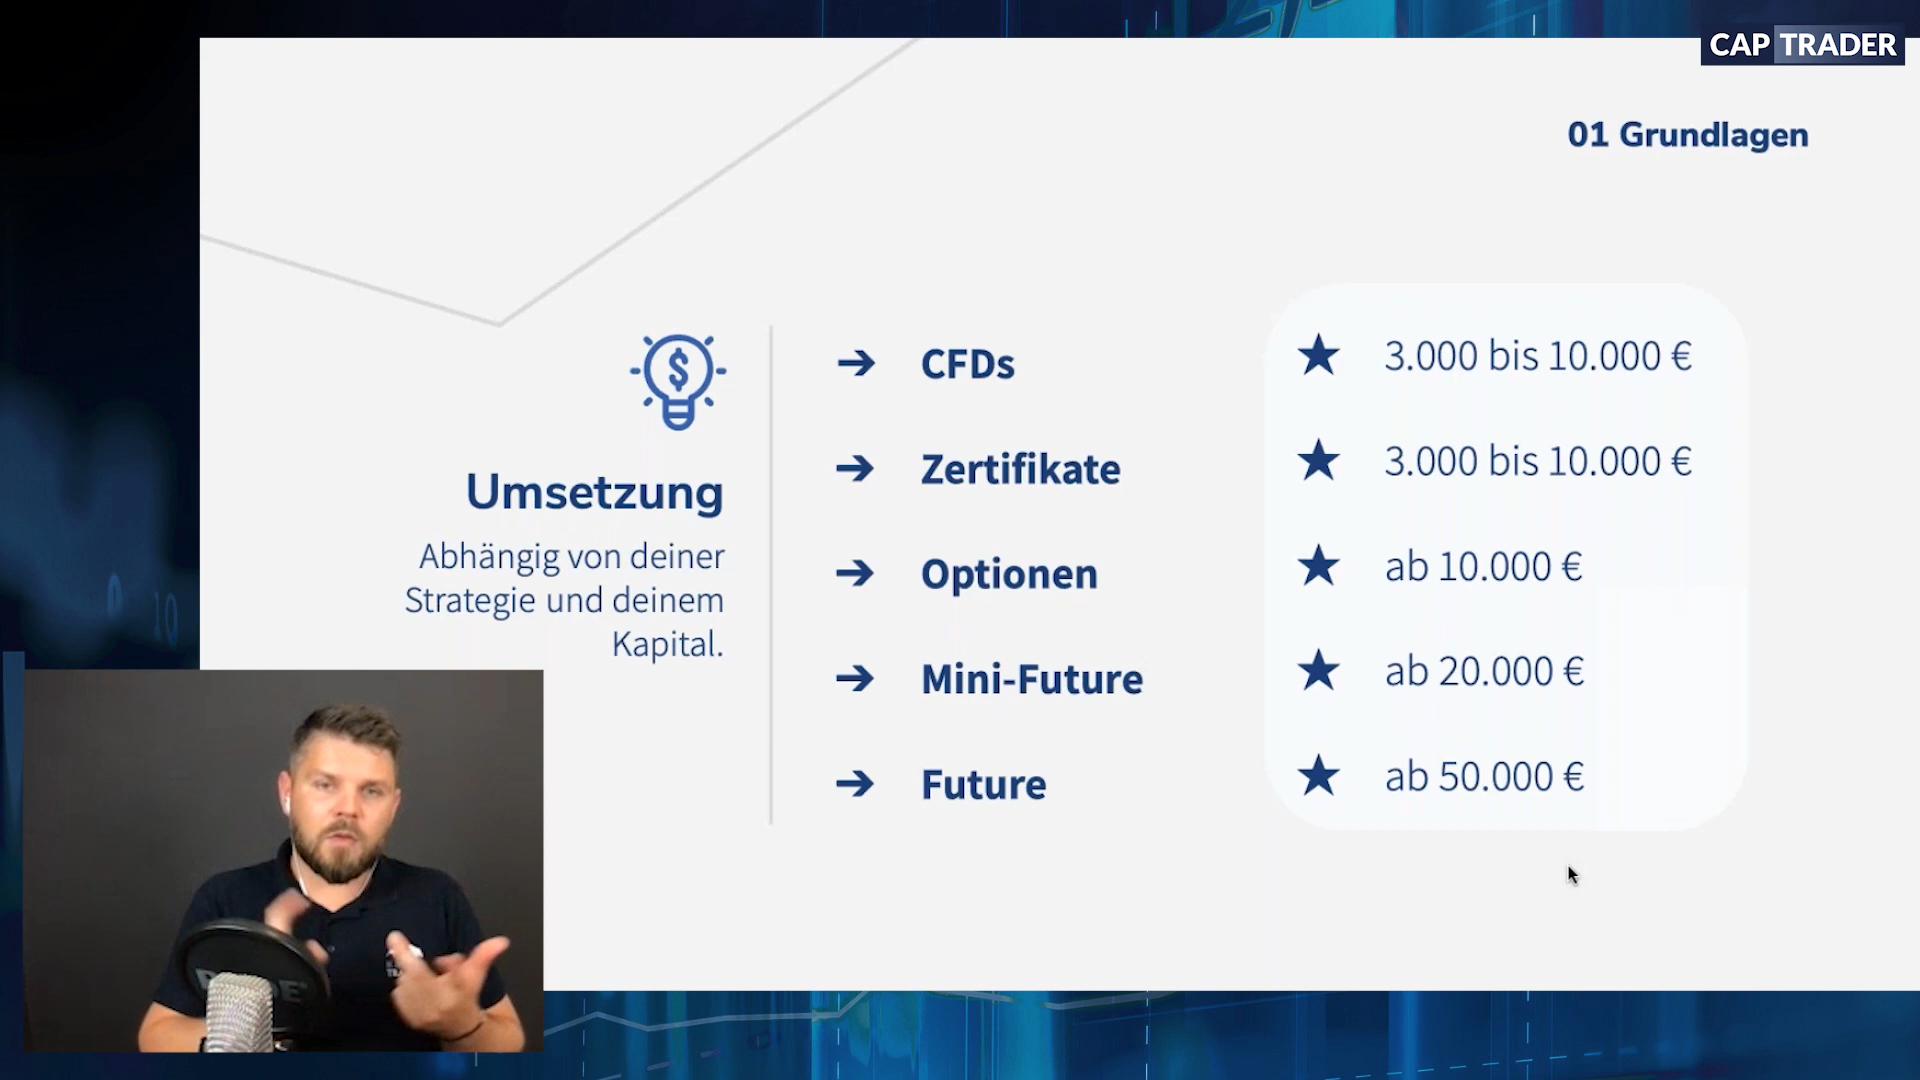 CAP TRADER
01 Grundlagen
$
Umsetzung
Abhängig von deiner
Strategie und deinem
Kapital.
CFDs
3.000 bis 10.000 €
Zertifikate
3.000 bis 10.000 €
Optionen
ab 10.000 €
Mini-Future
ab 20.000 €
Future
ab 50.000 €